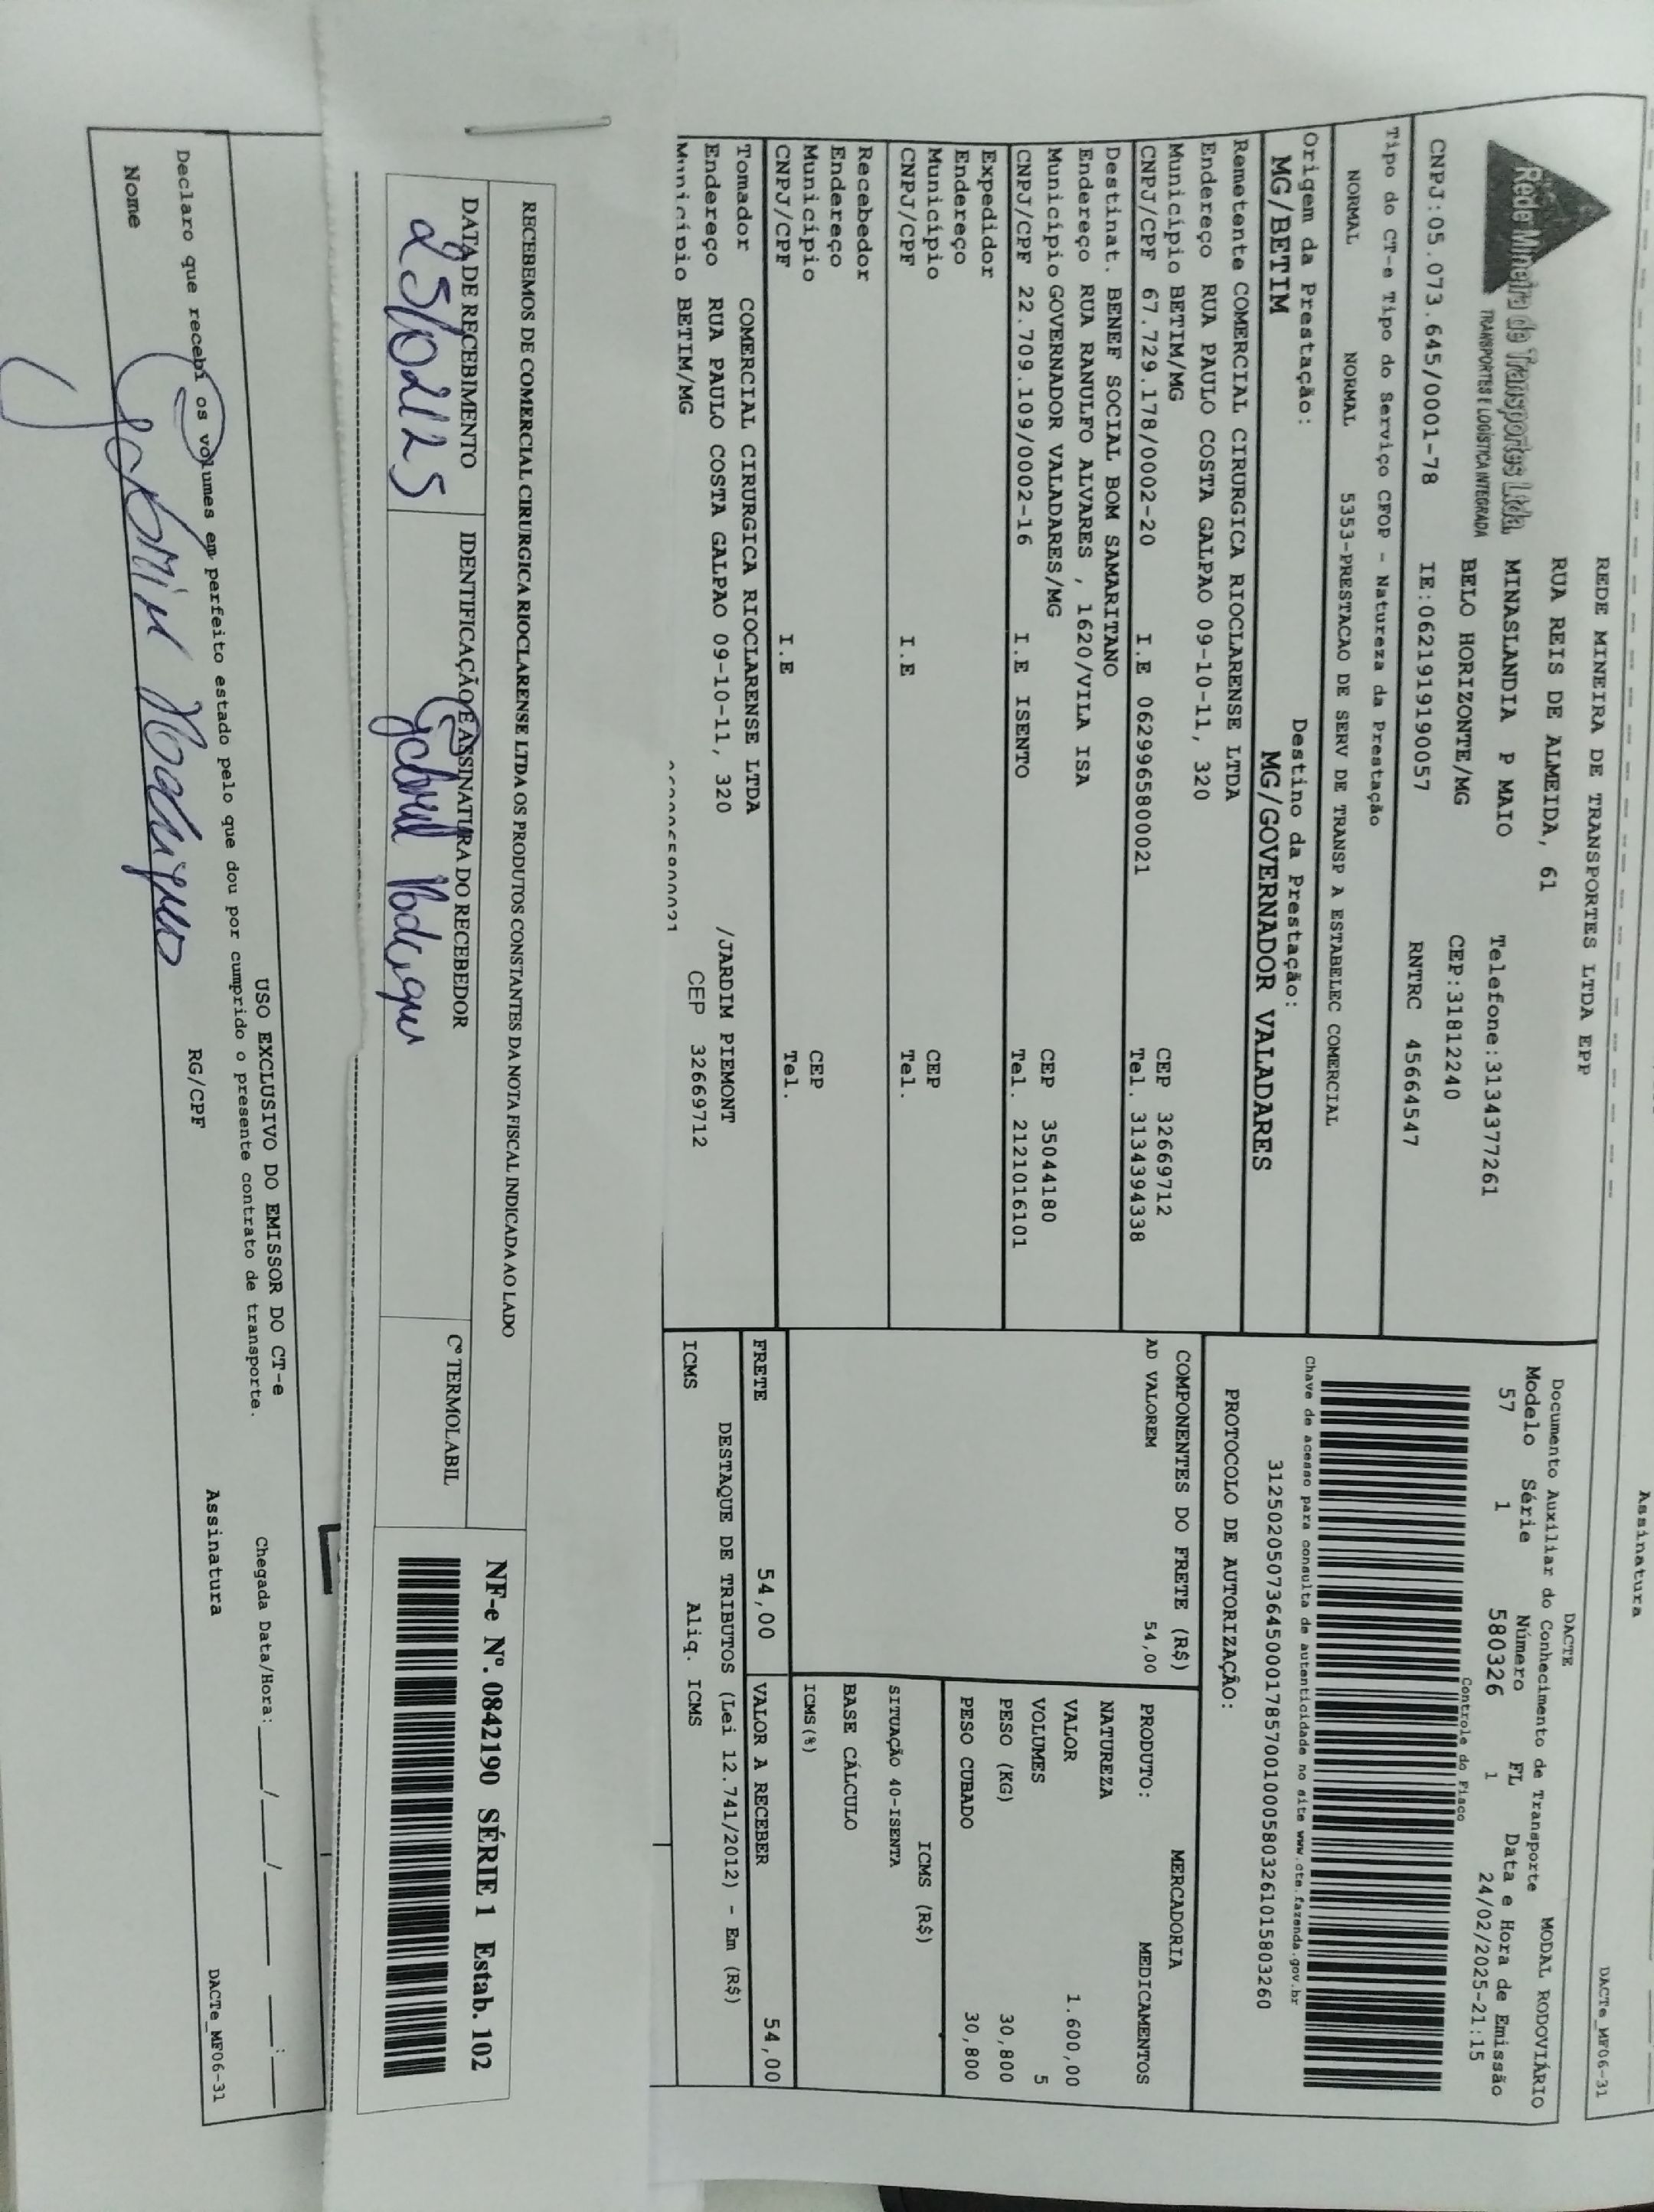 Assinatura
DACTe_MF06-31
Rede Mineira de Transportes Ltda.
TRANSPORTES E LOGÍSTICA INTEGRADA
REDE MINEIRA DE TRANSPORTES LTDA EPP
RUA REIS DE ALMEIDA, 61
MINASLANDIA P MAIO Telefone:3134377261
BELO HORIZONTE/MG CEP:31812240
CNPJ:05.073.645/0001-78 IE:0621919190057 RNTRC 45664547
Tipo do CT-e Tipo do Serviço CFOP - Natureza da Prestação
NORMAL NORMAL 5353-PRESTACAO DE SERV DE TRANSP A ESTABELEC COMERCIAL
Origem da Prestação: Destino da Prestação:
MG/BETIM MG/GOVERNADOR VALADARES
Remetente COMERCIAL CIRURGICA RIOCLARENSE LTDA
Endereço RUA PAULO COSTA GALPAO 09-10-11, 320
Município BETIM/MG CEP 32669712
CNPJ/CPF 67.729.178/0002-20 I.E 0629965800021 Tel. 3134394338
Destinat. BENEF SOCIAL BOM SAMARITANO
Endereço RUA RANULFO ALVARES , 1620/VILA ISA
Município GOVERNADOR VALADARES/MG CEP 35044180
CNPJ/CPF 22.709.109/0002-16 I.E ISENTO Tel. 2121016101
Expedidor
Endereço
Município CEP
CNPJ/CPF I.E Tel.
Recebedor
Endereço
Município CEP
CNPJ/CPF I.E Tel.
Tomador COMERCIAL CIRURGICA RIOCLARENSE LTDA
Endereço RUA PAULO COSTA GALPAO 09-10-11, 320 /JARDIM PIEMONT
Município BETIM/MG CEP 32669712
DACTE MODAL RODOVIÁRIO
Documento Auxiliar do Conhecimento de Transporte
Modelo Série Número FL Data e Hora de Emissão
57 1 580326 1 24/02/2025-21:15
Controle do Fisco
Chave de acesso para consulta de autenticidade no site www.cte.fazenda.gov.br
31250205073645000178570010005803261015803260
PROTOCOLO DE AUTORIZAÇÃO:
COMPONENTES DO FRETE (R$)
AD VALOREM 54,00
MERCADORIA
PRODUTO: MEDICAMENTOS
NATUREZA
VALOR 1.600,00
VOLUMES 5
PESO (KG) 30,800
PESO CUBADO 30,800
ICMS (R$)
SITUAÇÃO 40-ISENTA
BASE CÁLCULO
ICMS(%)
FRETE 54,00 VALOR A RECEBER 54,00
DESTAQUE DE TRIBUTOS (Lei 12.741/2012) - Em (R$)
ICMS Aliq. ICMS
RECEBEMOS DE COMERCIAL CIRURGICA RIOCLARENSE LTDA OS PRODUTOS CONSTANTES DA NOTA FISCAL INDICADA AO LADO
DATA DE RECEBIMENTO IDENTIFICAÇÃO E ASSINATURA DO RECEBEDOR Cº TERMOLABIL
25/02/25 Gabriel Rodrigues
NF-e Nº. 0842190 SÉRIE 1 Estab. 102
USO EXCLUSIVO DO EMISSOR DO CT-e
Declaro que recebi os volumes em perfeito estado pelo que dou por cumprido o presente contrato de transporte.
Chegada Data/Hora: ____/____/________ ____:____
Nome RG/CPF Assinatura
Gabriel Rodrigues
DACTe_MF06-31